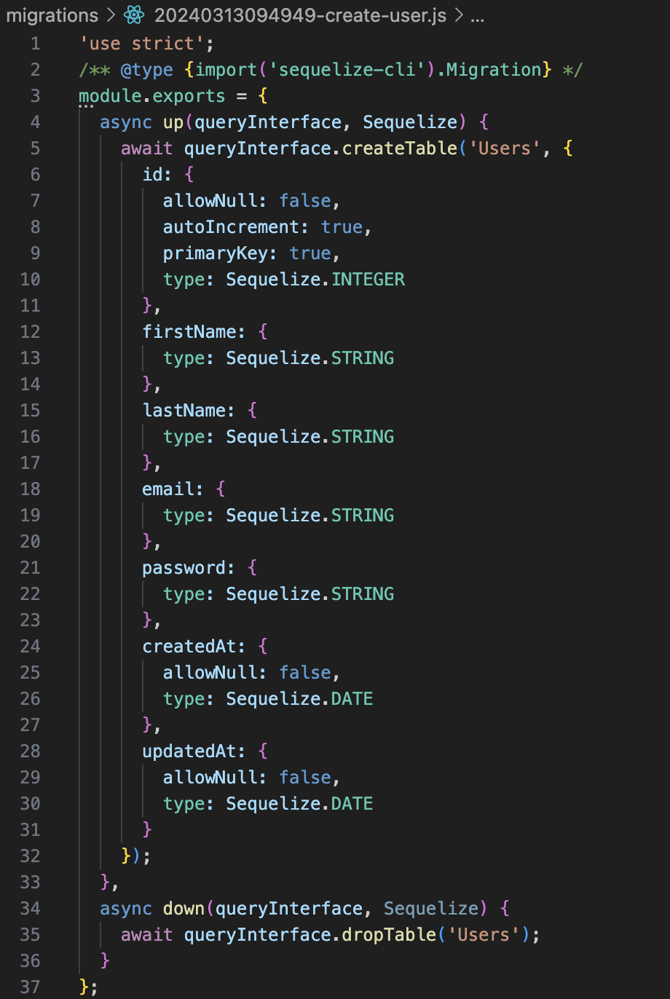 migrations > 20240313094949-create-user.js > ...
1 'use strict';
2 /** @type {import('sequelize-cli').Migration} */
3 module.exports = {
4   async up(queryInterface, Sequelize) {
5     await queryInterface.createTable('Users', {
6       id: {
7         allowNull: false,
8         autoIncrement: true,
9         primaryKey: true,
10         type: Sequelize.INTEGER
11       },
12       firstName: {
13         type: Sequelize.STRING
14       },
15       lastName: {
16         type: Sequelize.STRING
17       },
18       email: {
19         type: Sequelize.STRING
20       },
21       password: {
22         type: Sequelize.STRING
23       },
24       createdAt: {
25         allowNull: false,
26         type: Sequelize.DATE
27       },
28       updatedAt: {
29         allowNull: false,
30         type: Sequelize.DATE
31       }
32     });
33   },
34   async down(queryInterface, Sequelize) {
35     await queryInterface.dropTable('Users');
36   }
37 };